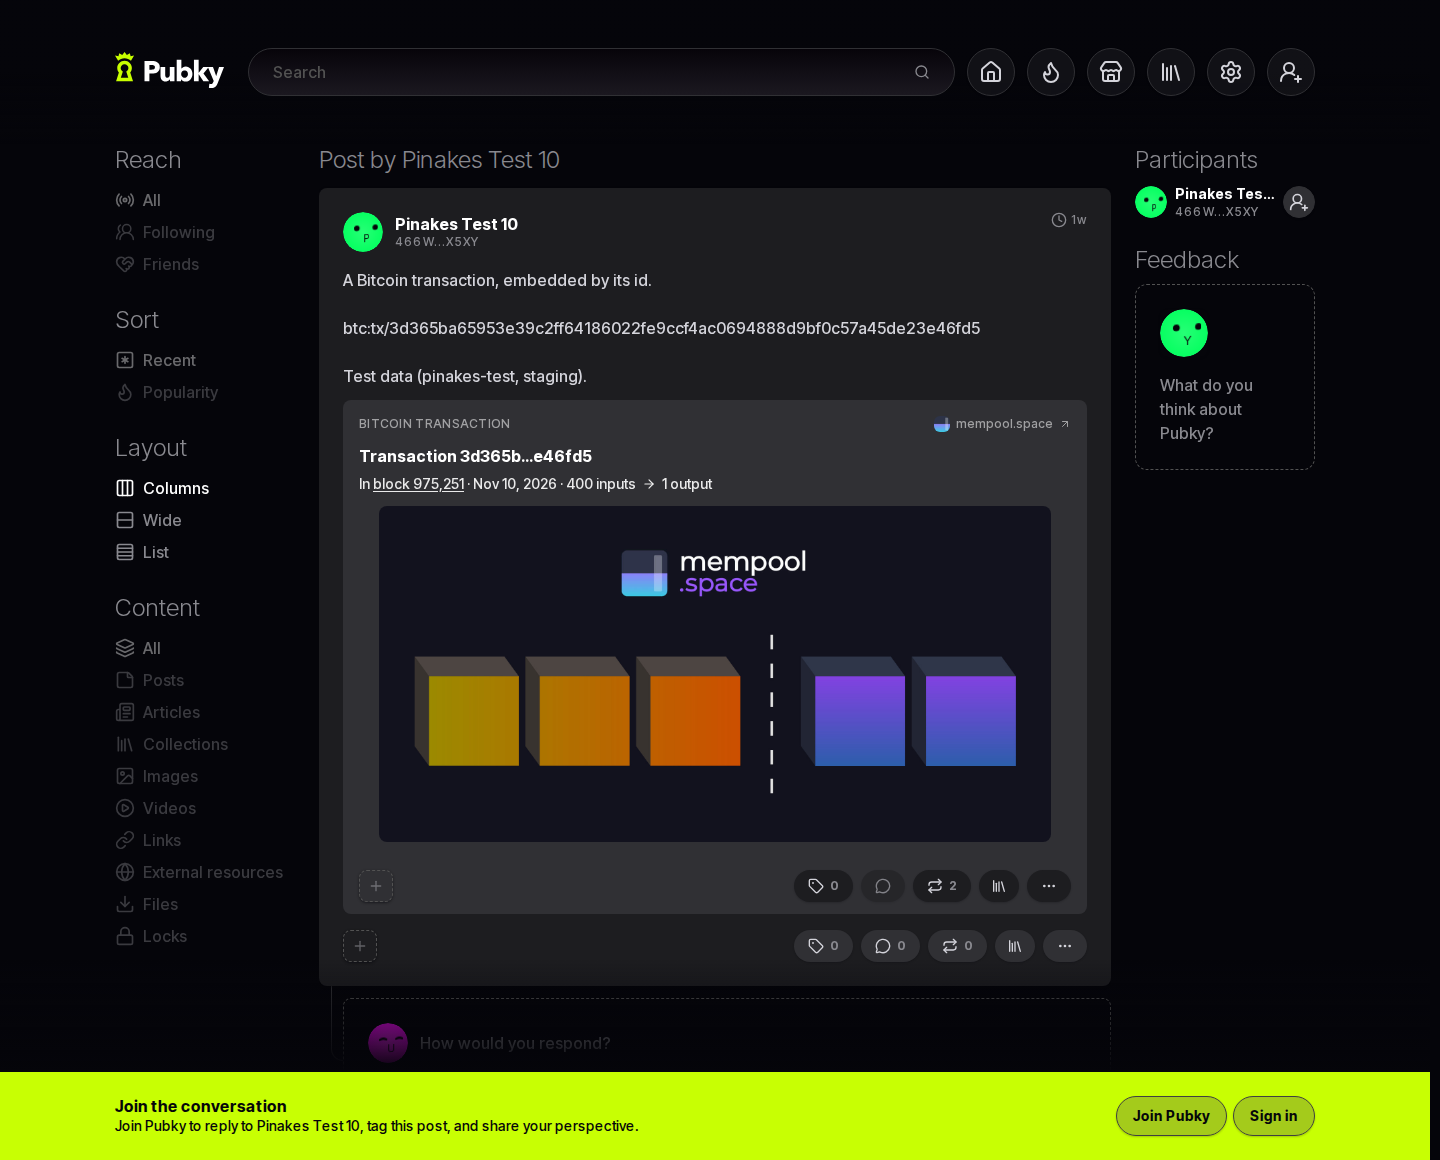 Pubky
Search
Reach
All
Following
Friends
Sort
Recent
Popularity
Layout
Columns
Wide
List
Content
All
Posts
Articles
Collections
Images
Videos
Links
External resources
Files
Locks
Post by Pinakes Test 10
Pinakes Test 10
466W...X5XY
1w
A Bitcoin transaction, embedded by its id.
btc:tx/3d365ba65953e39c2ff64186022fe9ccf4ac0694888d9bf0c57a45de23e46fd5
Test data (pinakes-test, staging).
BITCOIN TRANSACTION
mempool.space
Transaction 3d365b...e46fd5
In block 975,251 · Nov 10, 2026 · 400 inputs → 1 output
mempool
.space
0
2
0
0
0
How would you respond?
Participants
Pinakes Tes...
466W...X5XY
Feedback
What do you
think about
Pubky?
Join the conversation
Join Pubky to reply to Pinakes Test 10, tag this post, and share your perspective.
Join Pubky
Sign in